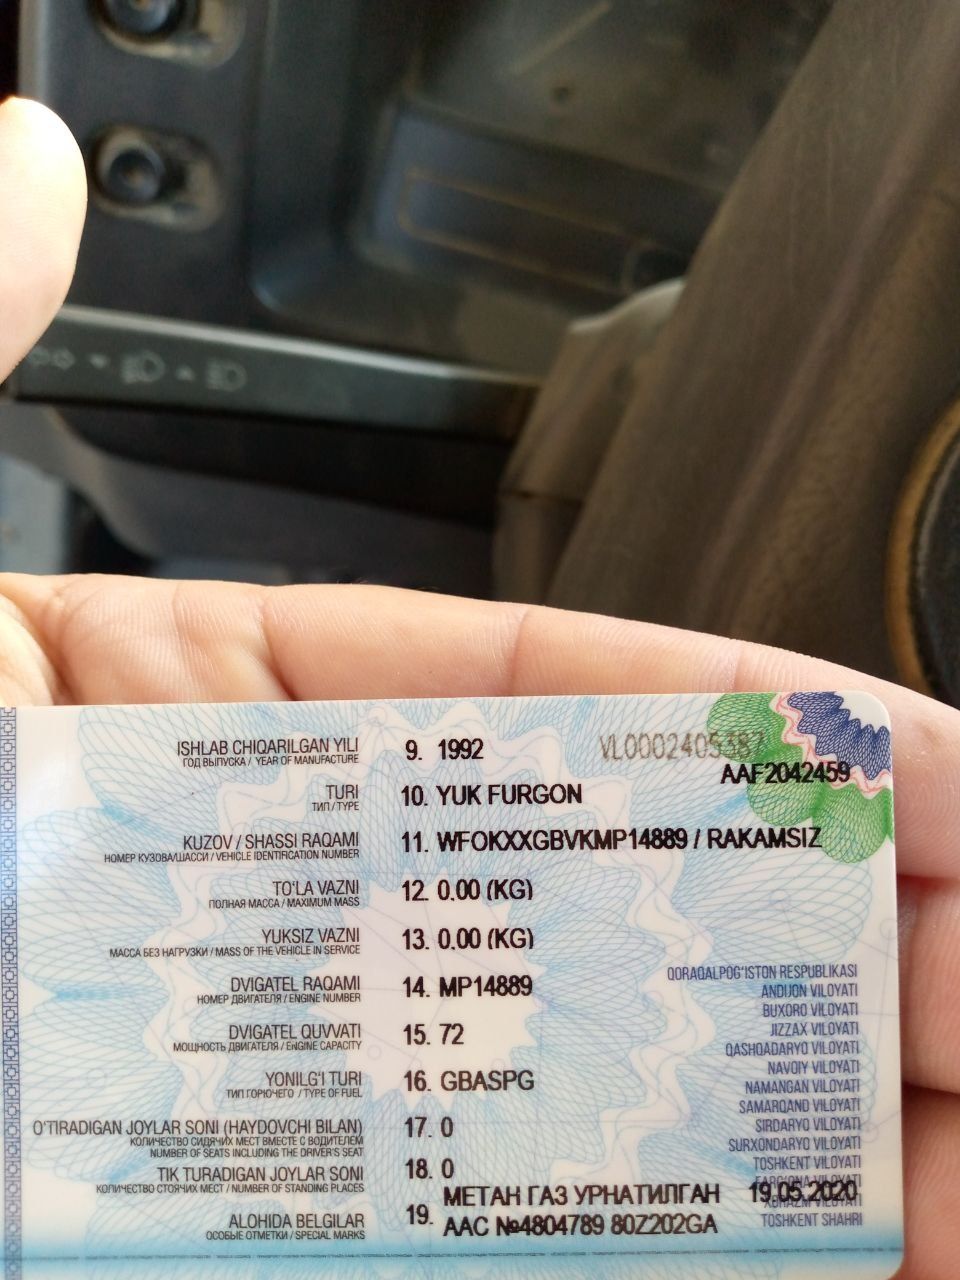 VL0002405387
ISHLAB CHIQARILGAN YILI 9. 1992
ГОД ВЫПУСКА / YEAR OF MANUFACTURE
AAF2042459
TURI 10. YUK FURGON
ТИП / TYPE
KUZOV / SHASSI RAQAMI 11. WFOKXXGBVKMP14889 / RAKAMSIZ
НОМЕР КУЗОВА/ШАССИ / VEHICLE IDENTIFICATION NUMBER
TO'LA VAZNI 12. 0.00 (KG)
ПОЛНАЯ МАССА / MAXIMUM MASS
YUKSIZ VAZNI 13. 0.00 (KG)
МАССА БЕЗ НАГРУЗКИ / MASS OF THE VEHICLE IN SERVICE
DVIGATEL RAQAMI 14. MP14889
НОМЕР ДВИГАТЕЛЯ / ENGINE NUMBER
DVIGATEL QUVVATI 15. 72
МОЩНОСТЬ ДВИГАТЕЛЯ / ENGINE CAPACITY
YONILG'I TURI 16. GBASPG
ТИП ГОРЮЧЕГО / TYPE OF FUEL
O'TIRADIGAN JOYLAR SONI (HAYDOVCHI BILAN) 17. 0
КОЛИЧЕСТВО СИДЯЧИХ МЕСТ ВМЕСТЕ С ВОДИТЕЛЕМ
NUMBER OF SEATS INCLUDING THE DRIVER'S SEAT
TIK TURADIGAN JOYLAR SONI 18. 0
КОЛИЧЕСТВО СТОЯЧИХ МЕСТ / NUMBER OF STANDING PLACES
ALOHIDA BELGILAR 19. МЕТАН ГАЗ УРНАТИЛГАН 19.05.2020
ОСОБЫЕ ОТМЕТКИ / SPECIAL MARKS
ААС №4804789 80Z202GA
QORAQALPOG'ISTON RESPUBLIKASI
ANDIJON VILOYATI
BUXORO VILOYATI
JIZZAX VILOYATI
QASHQADARYO VILOYATI
NAVOIY VILOYATI
NAMANGAN VILOYATI
SAMARQAND VILOYATI
SIRDARYO VILOYATI
SURXONDARYO VILOYATI
TOSHKENT VILOYATI
FARG'ONA VILOYATI
XORAZM VILOYATI
TOSHKENT SHAHRI